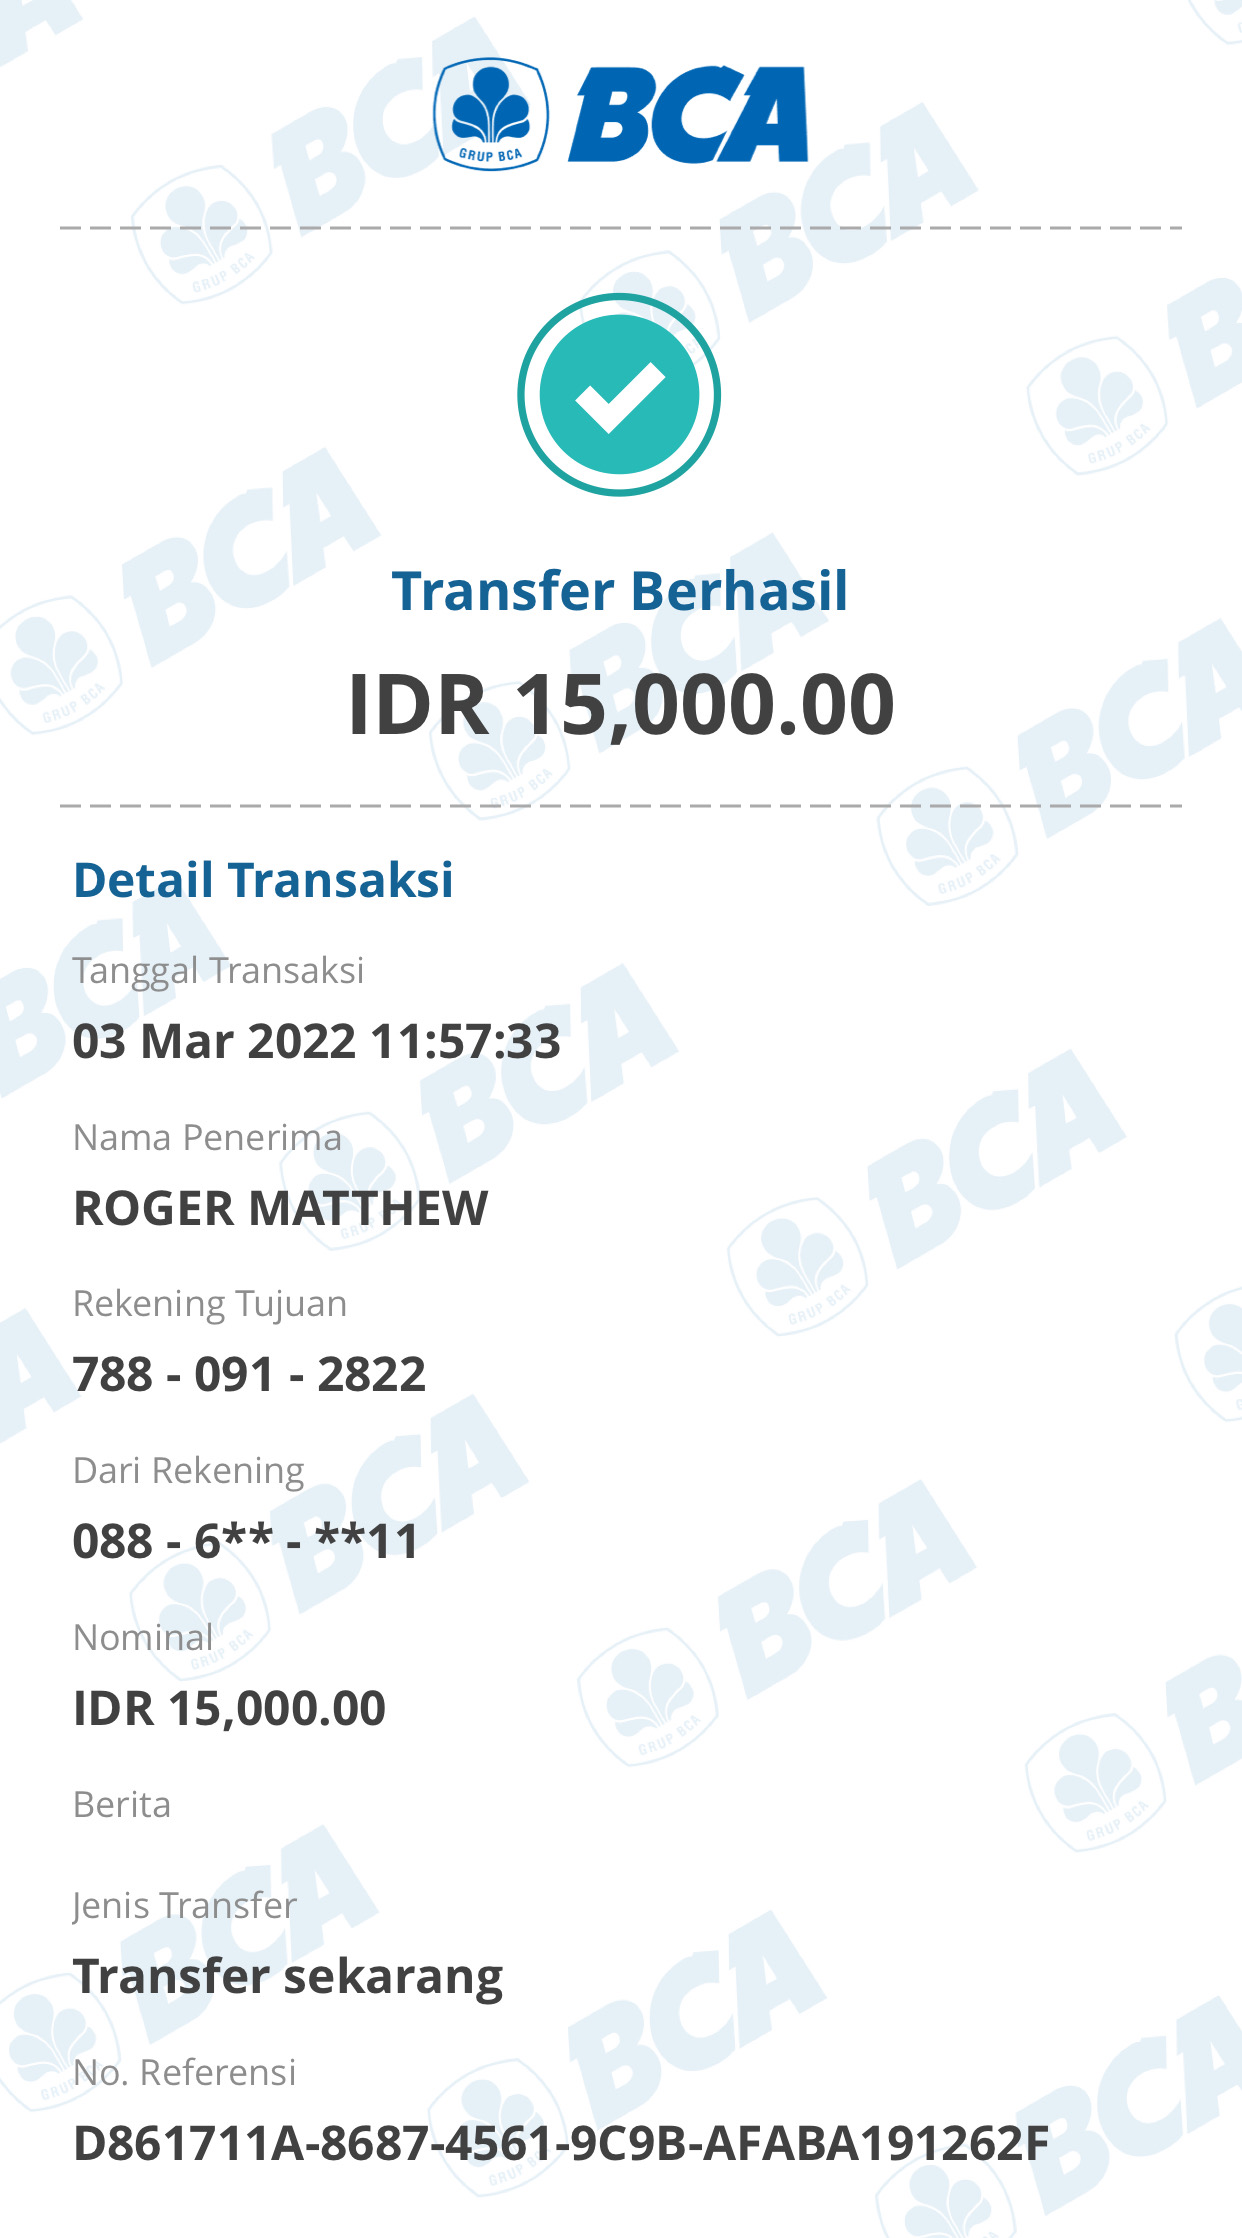 GRUP BCA
BCA
Transfer Berhasil
IDR 15,000.00
Detail Transaksi
Tanggal Transaksi
03 Mar 2022 11:57:33
Nama Penerima
ROGER MATTHEW
Rekening Tujuan
788 - 091 - 2822
Dari Rekening
088 - 6** - **11
Nominal
IDR 15,000.00
Berita
Jenis Transfer
Transfer sekarang
No. Referensi
D861711A-8687-4561-9C9B-AFABA191262F